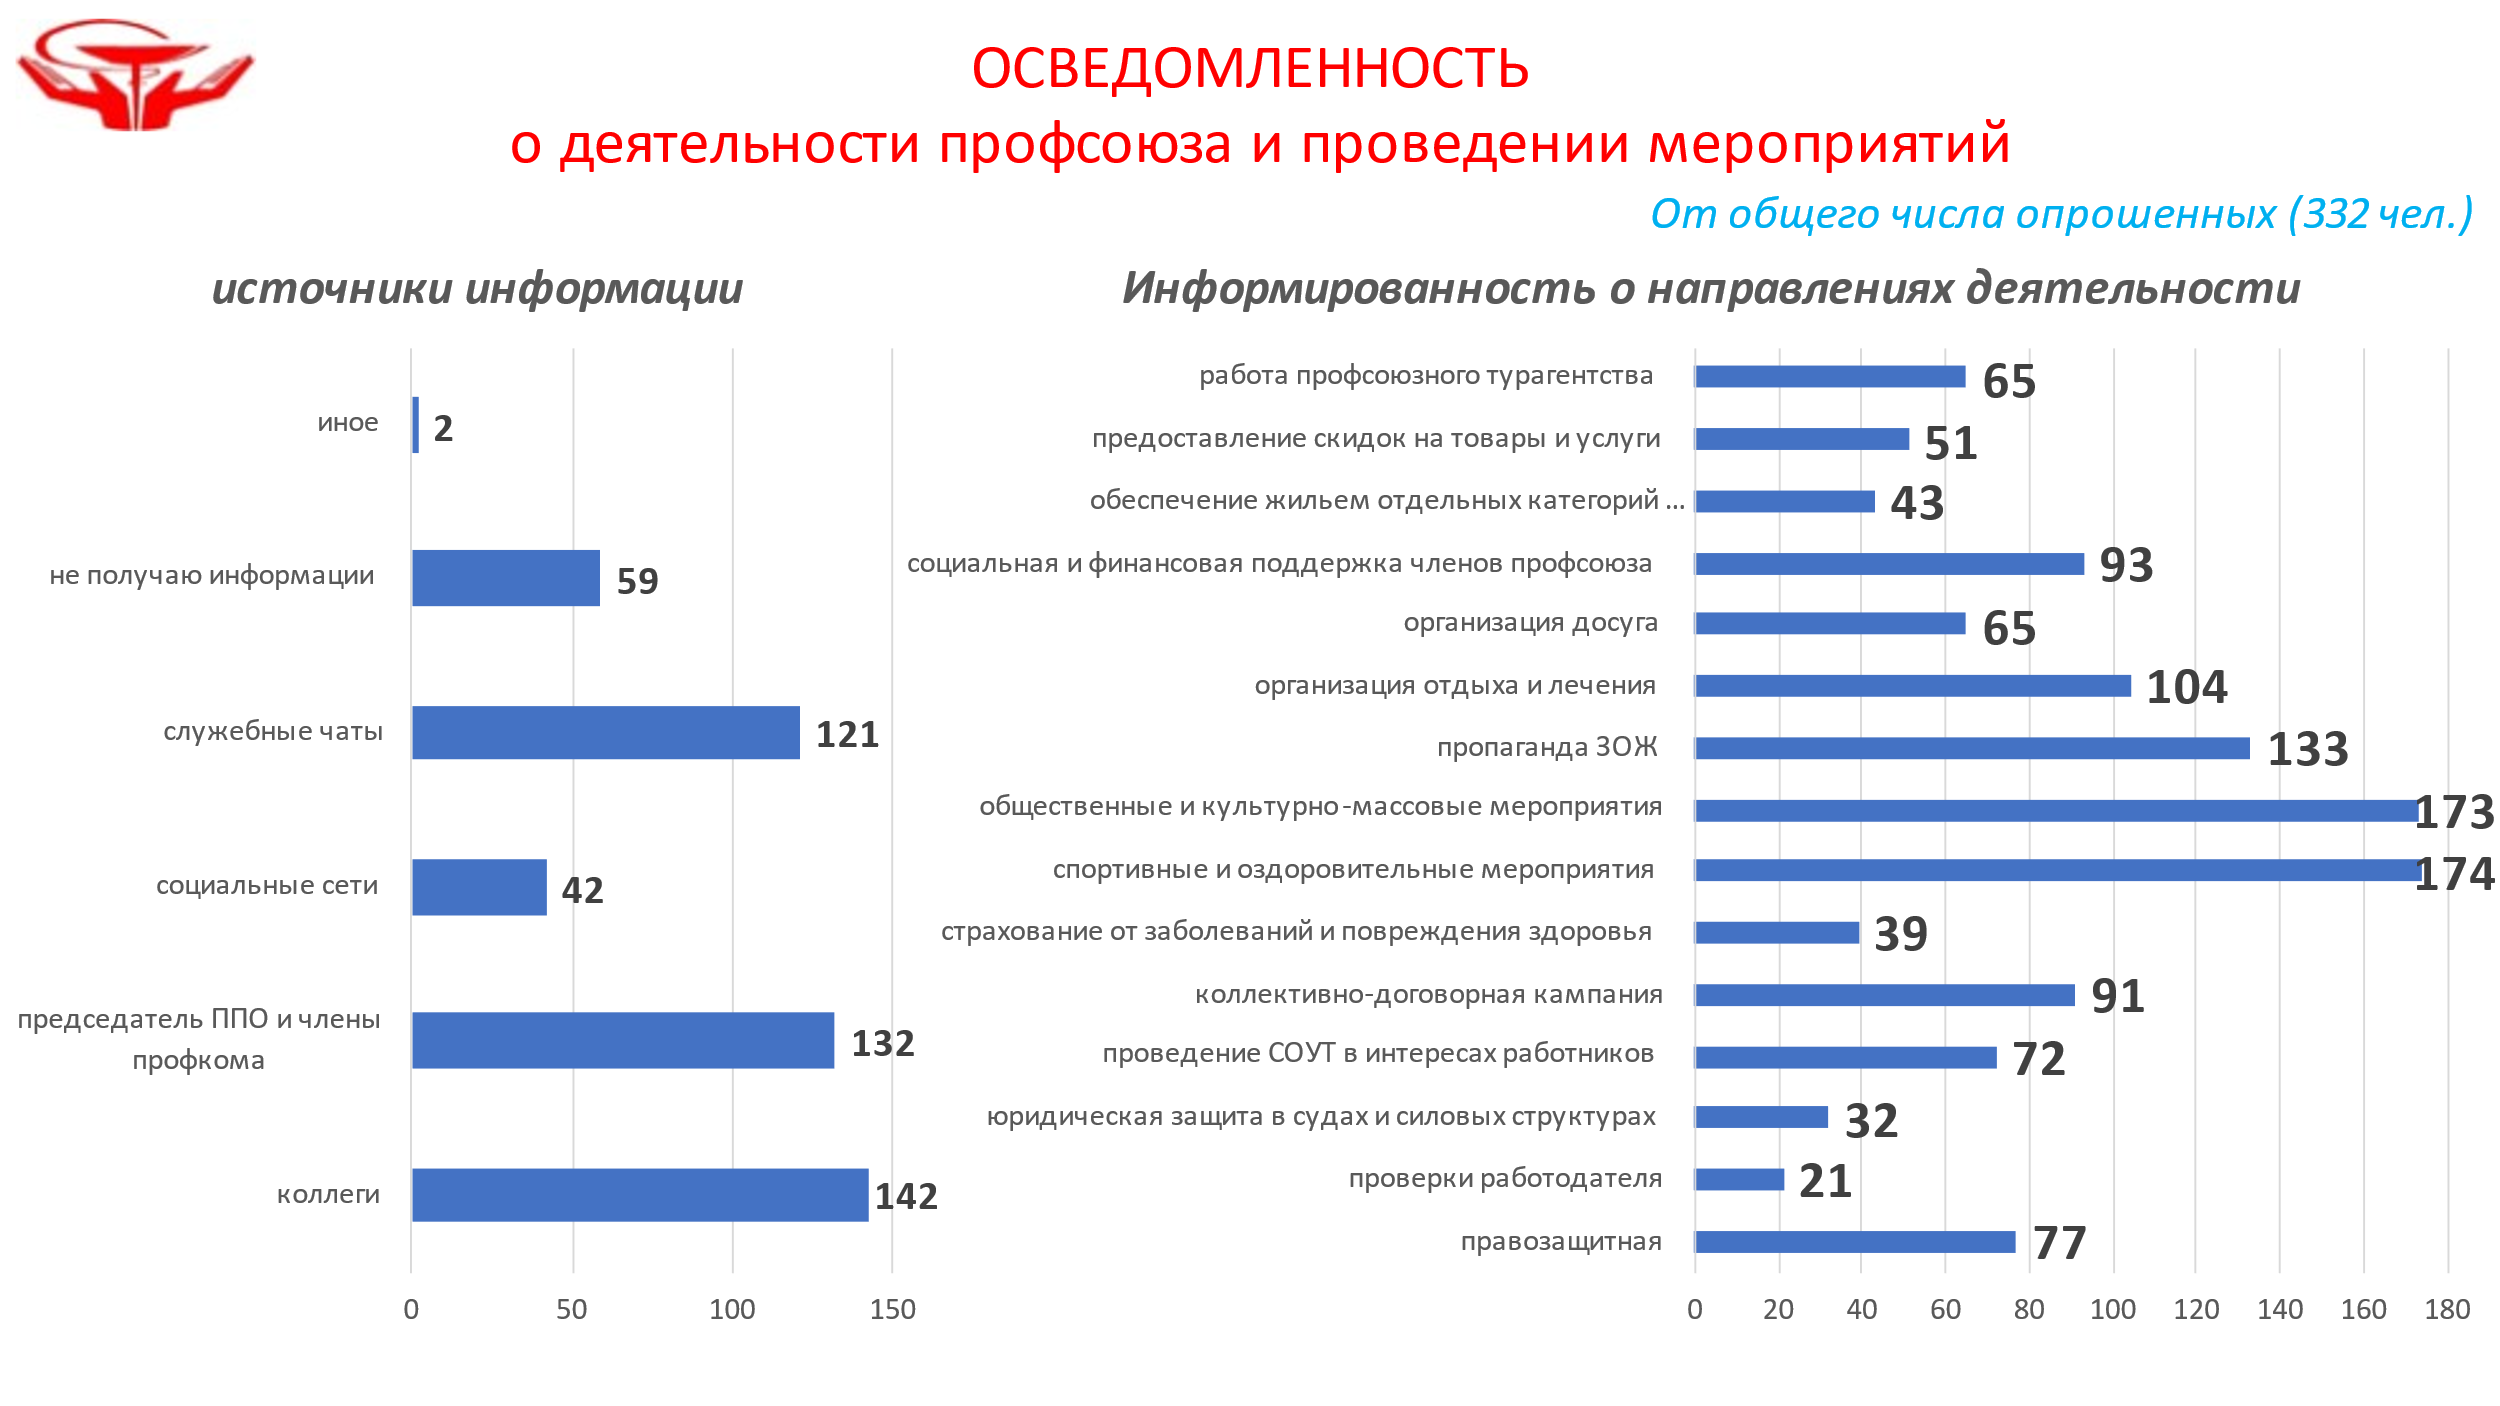 ОСВЕДОМЛЕННОСТЬ
о деятельности профсоюза и проведении мероприятий
От общего числа опрошенных (332 чел.)
источники информации
иное
2
не получаю информации
59
служебные чаты
121
социальные сети
42
председатель ППО и члены
профкома
132
коллеги
142
0 50 100 150
Информированность о направлениях деятельности
работа профсоюзного турагентства
65
предоставление скидок на товары и услуги
51
обеспечение жильем отдельных категорий ...
43
социальная и финансовая поддержка членов профсоюза
93
организация досуга
65
организация отдыха и лечения
104
пропаганда ЗОЖ
133
общественные и культурно-массовые мероприятия
173
спортивные и оздоровительные мероприятия
174
страхование от заболеваний и повреждения здоровья
39
коллективно-договорная кампания
91
проведение СОУТ в интересах работников
72
юридическая защита в судах и силовых структурах
32
проверки работодателя
21
правозащитная
77
0 20 40 60 80 100 120 140 160 180